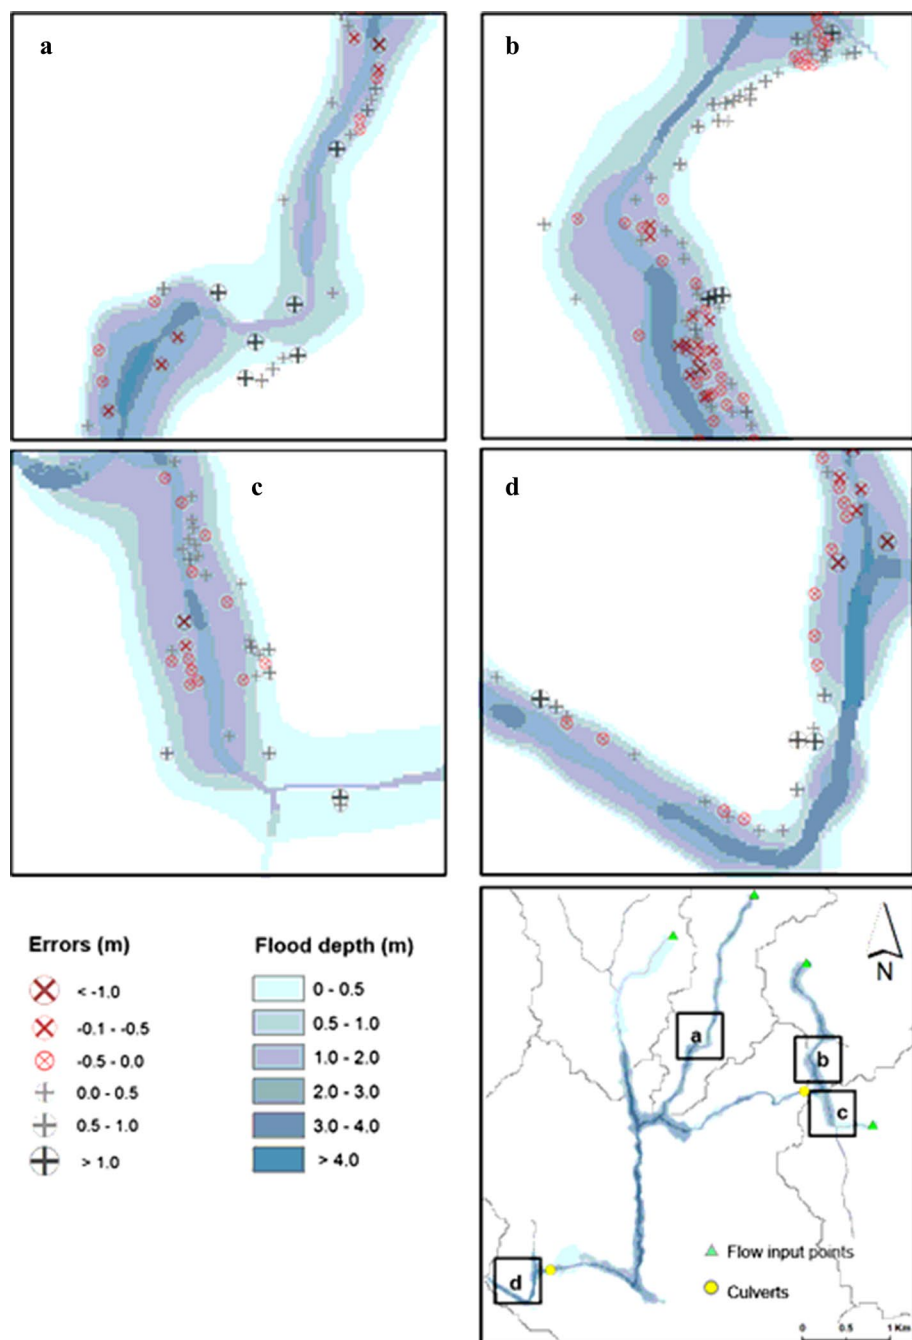 a
b
c
d
Errors (m)
< -1.0
-0.1 - -0.5
-0.5 - 0.0
0.0 - 0.5
0.5 - 1.0
> 1.0
Flood depth (m)
0 - 0.5
0.5 - 1.0
1.0 - 2.0
2.0 - 3.0
3.0 - 4.0
> 4.0
N
a
b
c
d
Flow input points
Culverts
0 0.5 1 Km